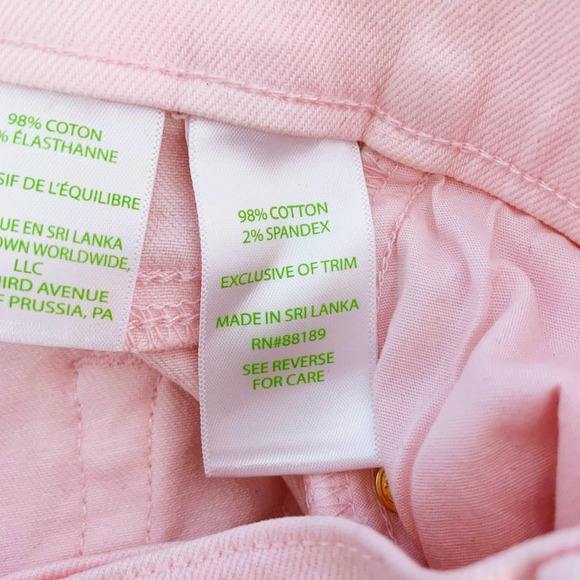 98% COTON
% ÉLASTHANNE
SIF DE L'ÉQUILIBRE
UE EN SRI LANKA
OWN WORLDWIDE,
LLC
HIRD AVENUE
F PRUSSIA, PA
98% COTTON
2% SPANDEX
EXCLUSIVE OF TRIM
MADE IN SRI LANKA
RN#88189
SEE REVERSE
FOR CARE